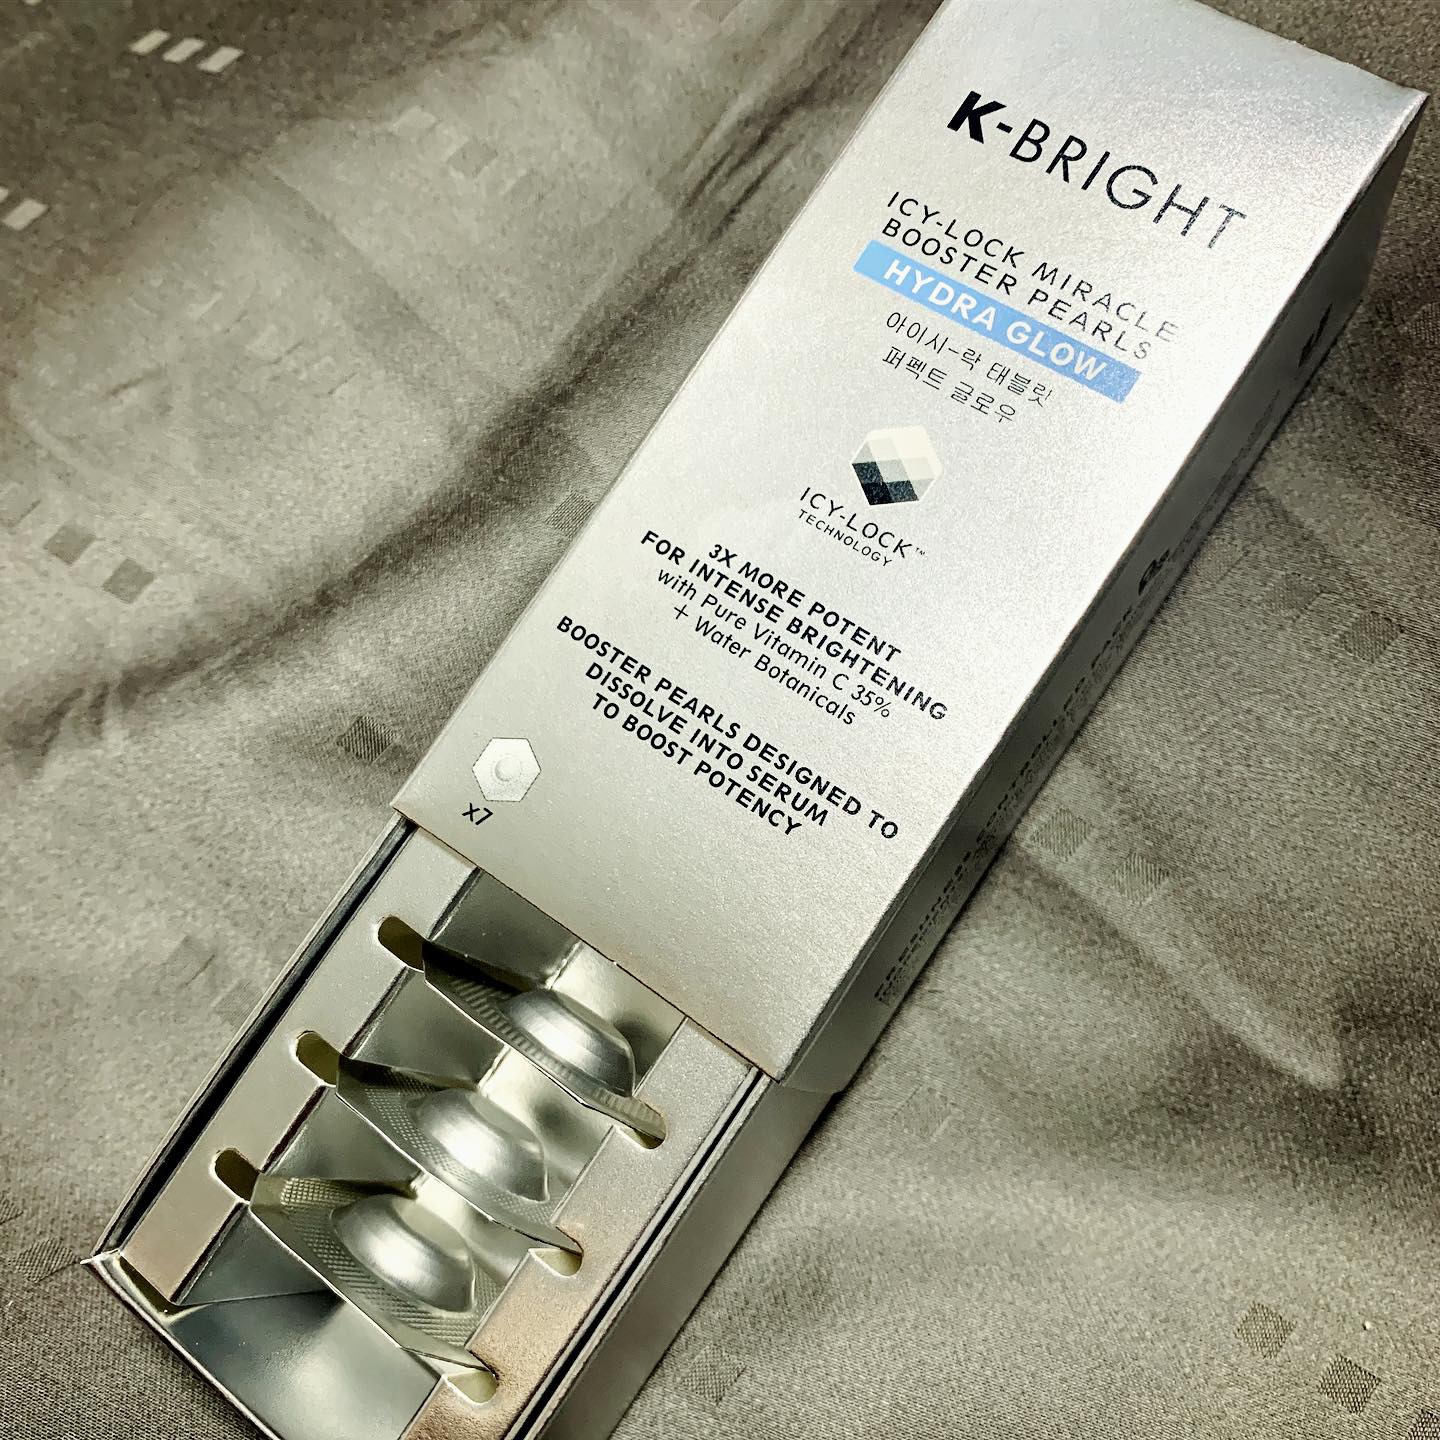 K-BRIGHT
ICY-LOCK MIRACLE
BOOSTER PEARLS
HYDRA GLOW
아이시-락 태블릿
퍼펙트 글로우
ICY-LOCK™
TECHNOLOGY
3X MORE POTENT
FOR INTENSE BRIGHTENING
with Pure Vitamin C 35%
+ Water Botanicals
BOOSTER PEARLS DESIGNED TO
DISSOLVE INTO SERUM
TO BOOST POTENCY
X7